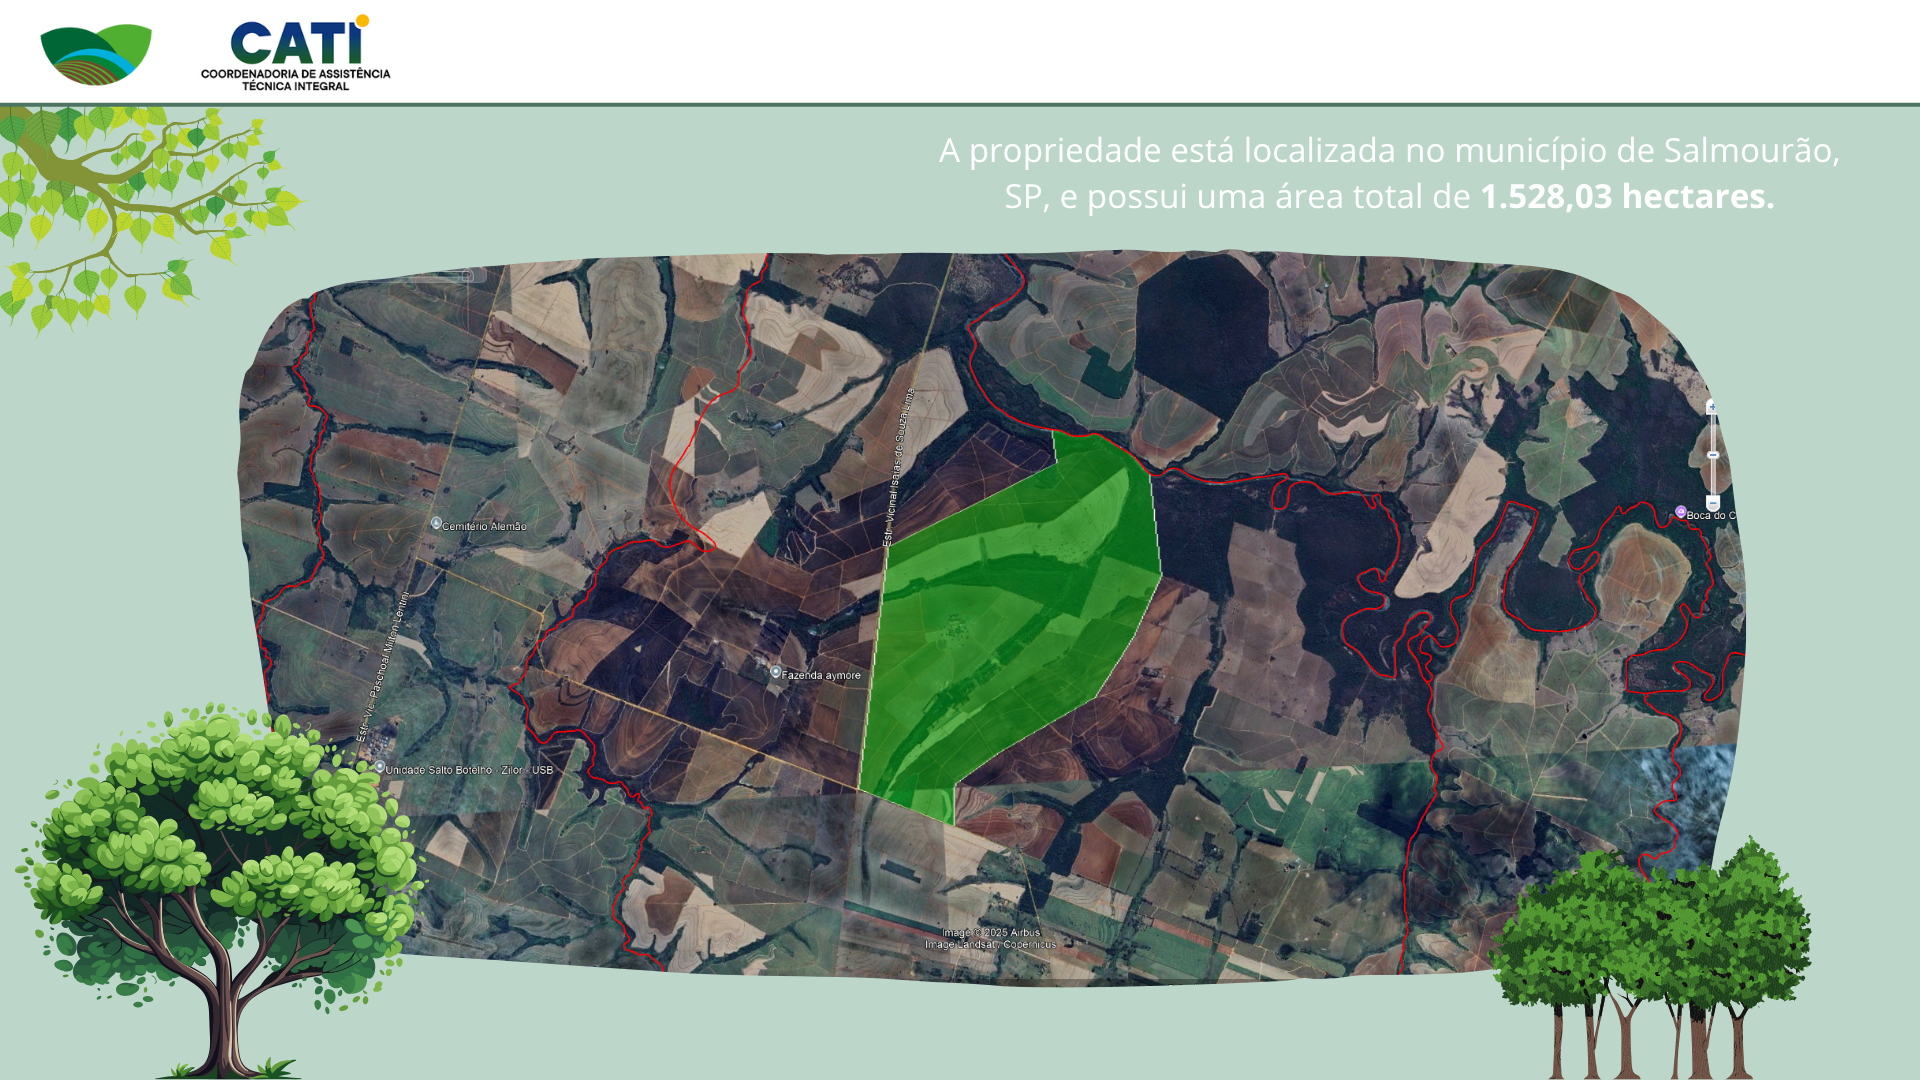 CATI
COORDENADORIA DE ASSISTÊNCIA
TÉCNICA INTEGRAL
A propriedade está localizada no município de Salmourão,
SP, e possui uma área total de 1.528,03 hectares.
Estr. Vicinal Isaías de Souza Lima
Cemitério Alemão
Boca do C
Estr. Vic. Paschoal Milton Lentini
Fazenda aymore
Unidade Salto Botelho - Zilor - USB
Image © 2025 Airbus
Image Landsat / Copernicus